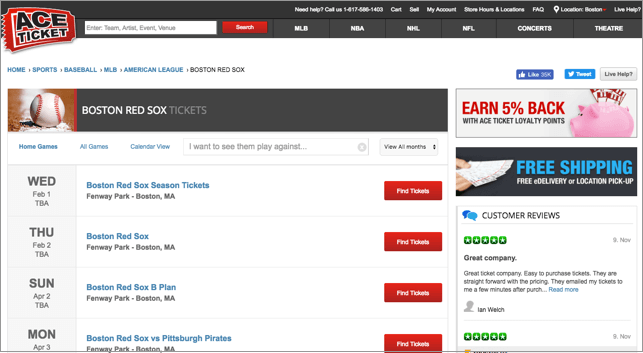 Need help? Call us 1-617-586-1403 Cart Sell My Account Store Hours & Locations FAQ Location: Boston Live Help?
ACE TICKET
Enter: Team, Artist, Event, Venue Search MLB NBA NHL NFL CONCERTS THEATRE
HOME › SPORTS › BASEBALL › MLB › AMERICAN LEAGUE › BOSTON RED SOX
Like 36K Tweet Live Help?
BOSTON RED SOX TICKETS
Home Games All Games Calendar View I want to see them play against... View All months
WED
Feb 1
TBA
Boston Red Sox Season Tickets
Fenway Park - Boston, MA
Find Tickets
THU
Feb 2
TBA
Boston Red Sox
Fenway Park - Boston, MA
Find Tickets
SUN
Apr 2
TBA
Boston Red Sox B Plan
Fenway Park - Boston, MA
Find Tickets
MON
Apr 3
Boston Red Sox vs Pittsburgh Pirates
Fenway Park - Boston, MA
Find Tickets
EARN 5% BACK
WITH ACE TICKET LOYALTY POINTS
FREE SHIPPING
FREE eDELIVERY or LOCATION PICK-UP
CUSTOMER REVIEWS
9. Nov
Great company.
Great ticket company. Easy to purchase tickets. They are
straight forward with the pricing. They emailed my tickets to
me a few minutes after purch... Read more
Ian Welch
9. Nov